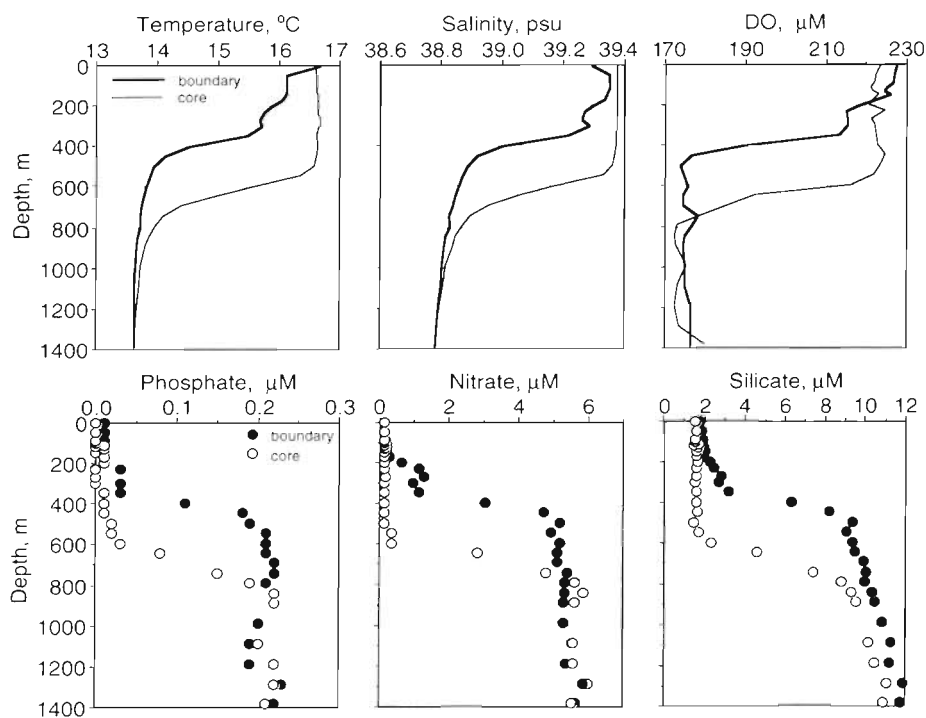 Temperature, °C
Salinity, psu
DO, µM
13 14 15 16 17
38.6 38.8 39.0 39.2 39.4
170 190 210 230
0
200
400
600
800
1000
1200
1400
Depth, m
boundary
core
Phosphate, µM
Nitrate, µM
Silicate, µM
0.0 0.1 0.2 0.3
0 2 4 6
0 2 4 6 8 10 12
0
200
400
600
800
1000
1200
1400
Depth, m
boundary
core